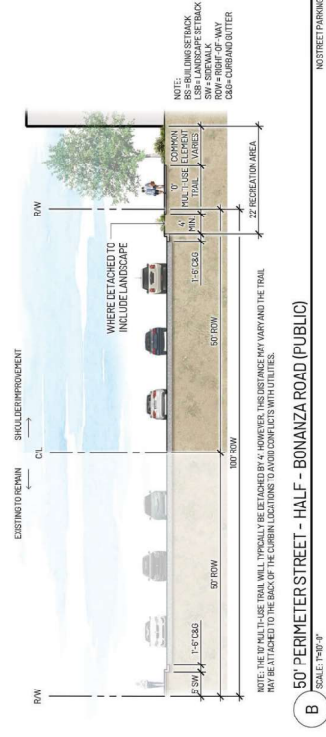 SHOULDER IMPROVEMENT
EXISTING TO REMAIN
R/W
C/L
R/W
WHERE DETACHED TO
INCLUDE LANDSCAPE
NOTE:
BS = BUILDING SETBACK
LSB = LANDSCAPE SETBACK
SW = SIDEWALK
ROW = RIGHT-OF-WAY
C&G = CURB AND GUTTER
5' SW
1'-6" C&G
50' ROW
50' ROW
1'-6" C&G
4'
MIN.
10'
MULTI-USE
TRAIL
COMMON
ELEMENT
VARIES
100' ROW
22' RECREATION AREA
NOTE: THE 10' MULTI-USE TRAIL WILL TYPICALLY BE DETACHED BY 4'. HOWEVER, THIS DISTANCE MAY VARY AND THE TRAIL
MAY BE ATTACHED TO THE BACK OF THE CURB IN LOCATIONS TO AVOID CONFLICTS WITH UTILITIES.
B
50' PERIMETER STREET - HALF - BONANZA ROAD (PUBLIC)
SCALE: 1"=10'-0"
NO STREET PARKING